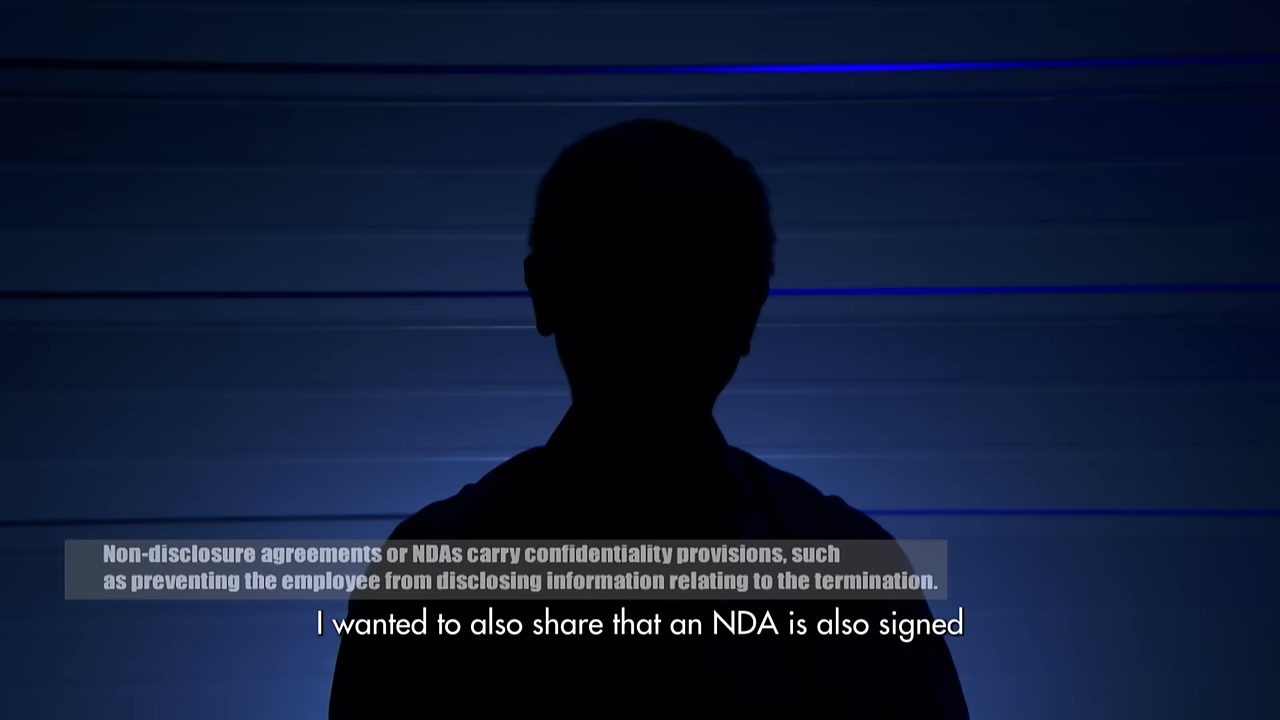 Non-disclosure agreements or NDAs carry confidentiality provisions, such
as preventing the employee from disclosing information relating to the termination.
I wanted to also share that an NDA is also signed